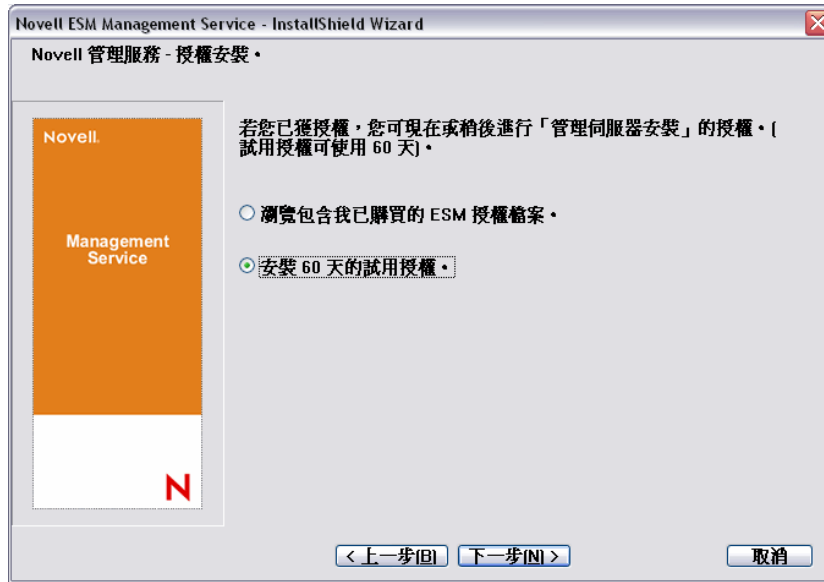 Novell ESM Management Service - InstallShield Wizard
Novell 管理服務 - 授權安裝。
Novell.
Management
Service
N
若您已獲授權，您可現在或稍後進行「管理伺服器安裝」的授權。(
試用授權可使用 60 天)。
瀏覽包含我已購買的 ESM 授權檔案。
安裝 60 天的試用授權。
< 上一步(B)
下一步(N) >
取消